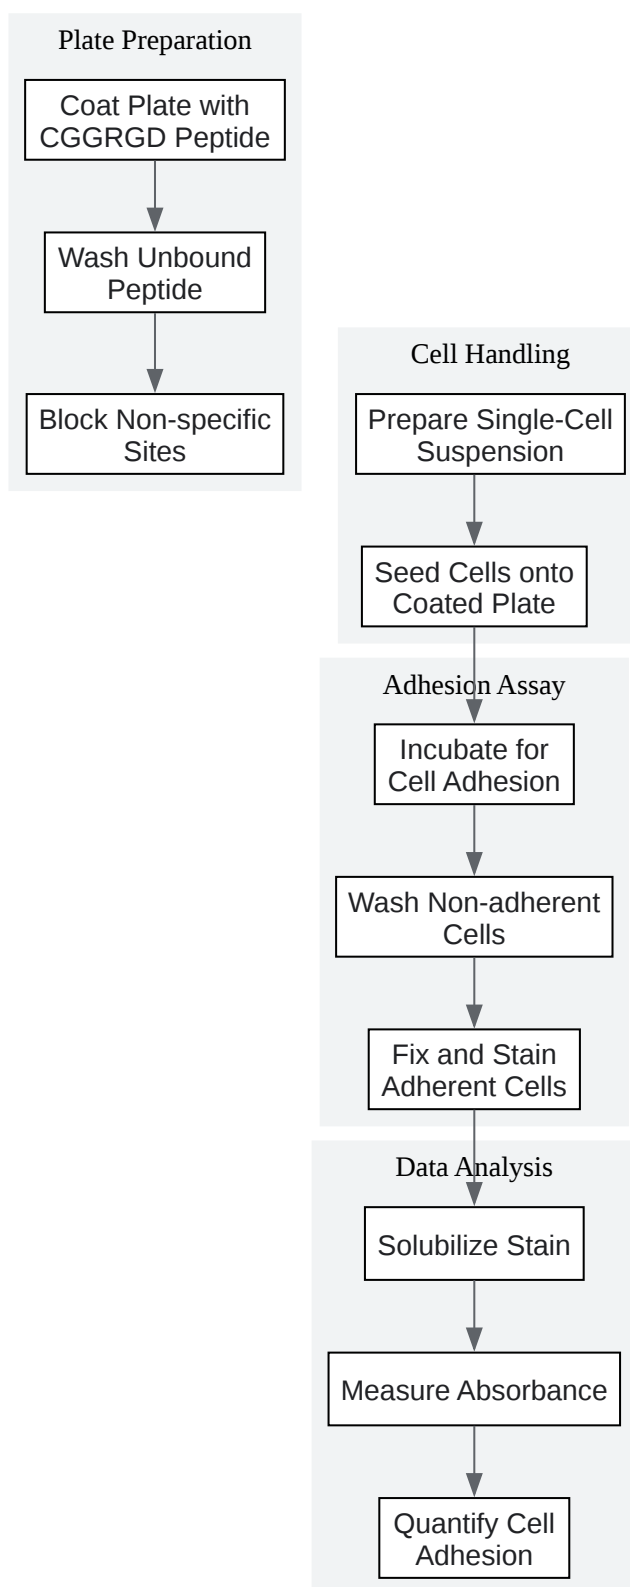 Plate Preparation
Coat Plate with
CGGRGD Peptide
Wash Unbound
Peptide
Block Non-specific
Sites
Cell Handling
Prepare Single-Cell
Suspension
Seed Cells onto
Coated Plate
Adhesion Assay
Incubate for
Cell Adhesion
Wash Non-adherent
Cells
Fix and Stain
Adherent Cells
Data Analysis
Solubilize Stain
Measure Absorbance
Quantify Cell
Adhesion